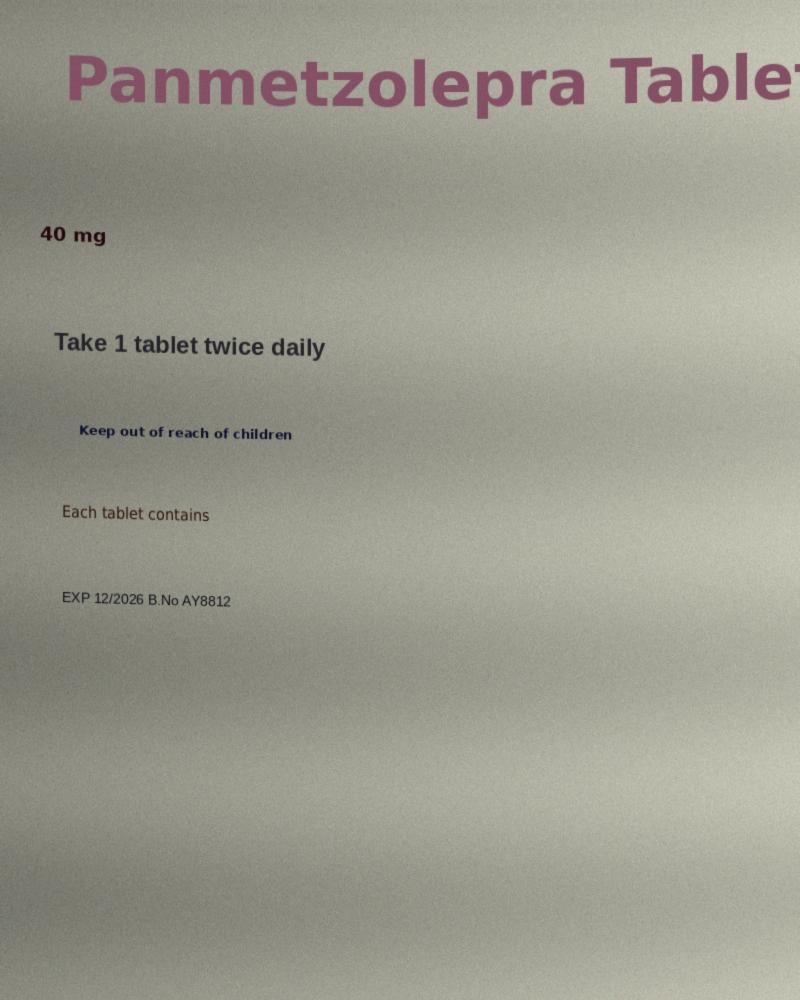 Panmetzolepra Tablet
40 mg
Take 1 tablet twice daily
Keep out of reach of children
Each tablet contains
EXP 12/2026 B.No AY8812